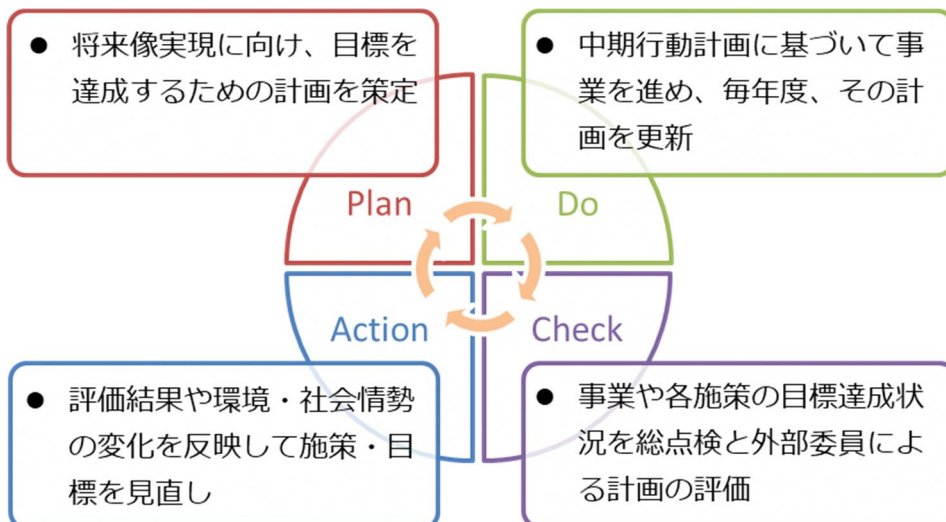 ● 将来像実現に向け、目標を
達成するための計画を策定
● 中期行動計画に基づいて事
業を進め、毎年度、その計
画を更新
Plan
Do
Action
Check
● 評価結果や環境・社会情勢
の変化を反映して施策・目
標を見直し
● 事業や各施策の目標達成状
況を総点検と外部委員によ
る計画の評価